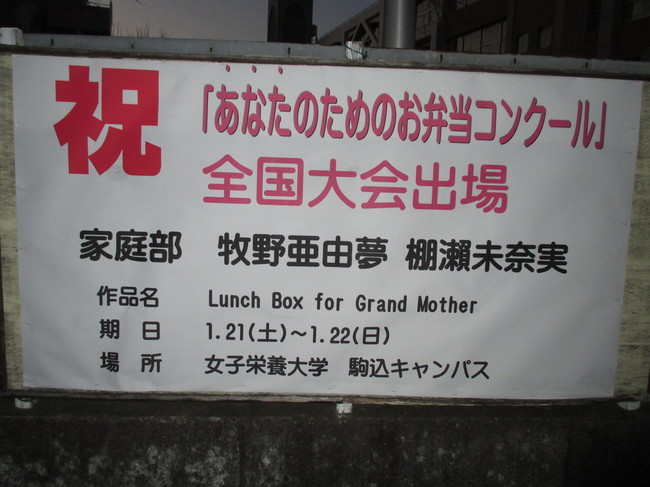 祝
「あなたのためのお弁当コンクール」
全国大会出場
家庭部 牧野亜由夢 棚瀬未奈実
作品名 Lunch Box for Grand Mother
期日 1.21(土)～1.22(日)
場所 女子栄養大学 駒込キャンパス